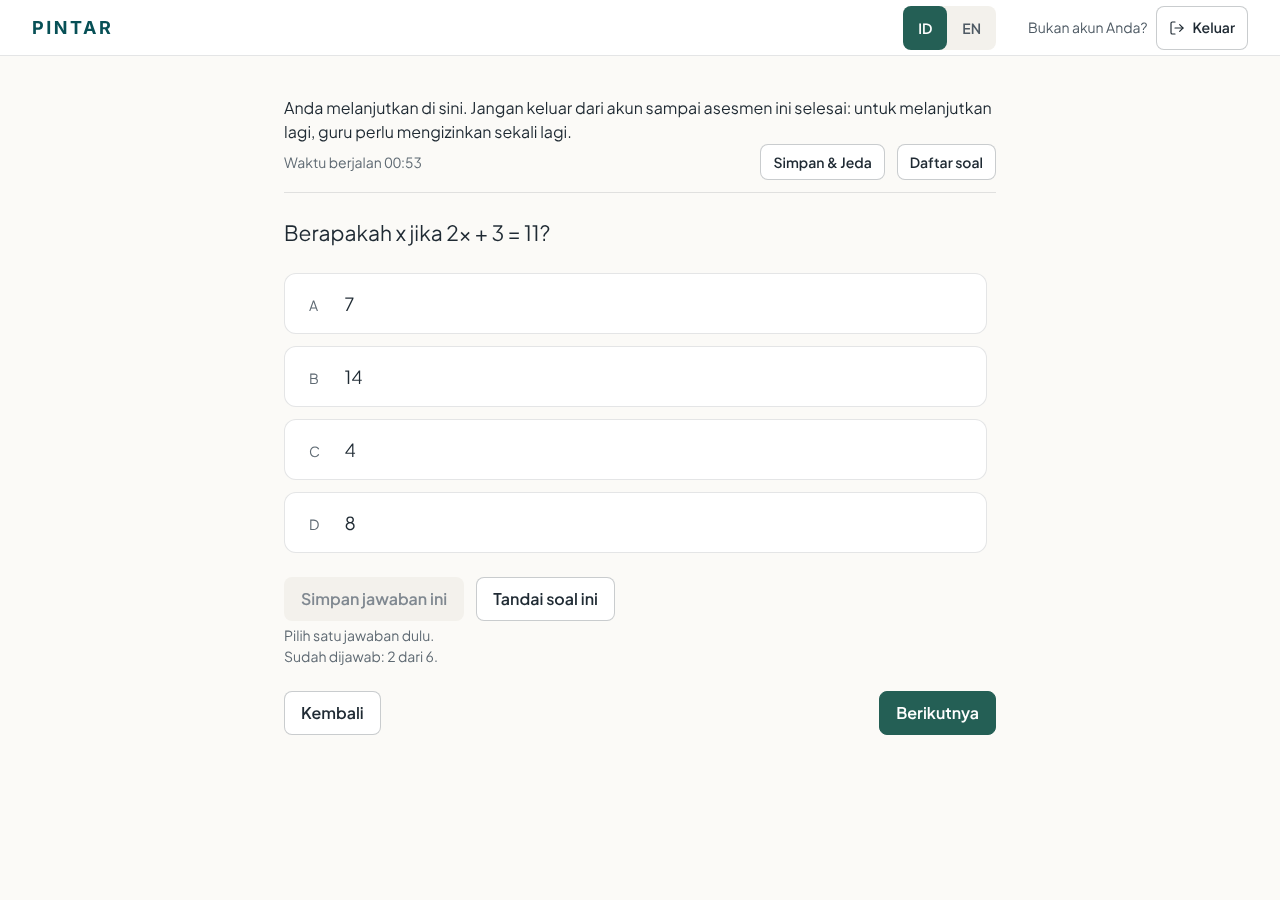 PINTAR
ID
EN
Bukan akun Anda?
Keluar
Anda melanjutkan di sini. Jangan keluar dari akun sampai asesmen ini selesai: untuk melanjutkan
lagi, guru perlu mengizinkan sekali lagi.
Waktu berjalan 00:53
Simpan & Jeda
Daftar soal
Berapakah x jika 2× + 3 = 11?
A 7
B 14
C 4
D 8
Simpan jawaban ini
Tandai soal ini
Pilih satu jawaban dulu.
Sudah dijawab: 2 dari 6.
Kembali
Berikutnya